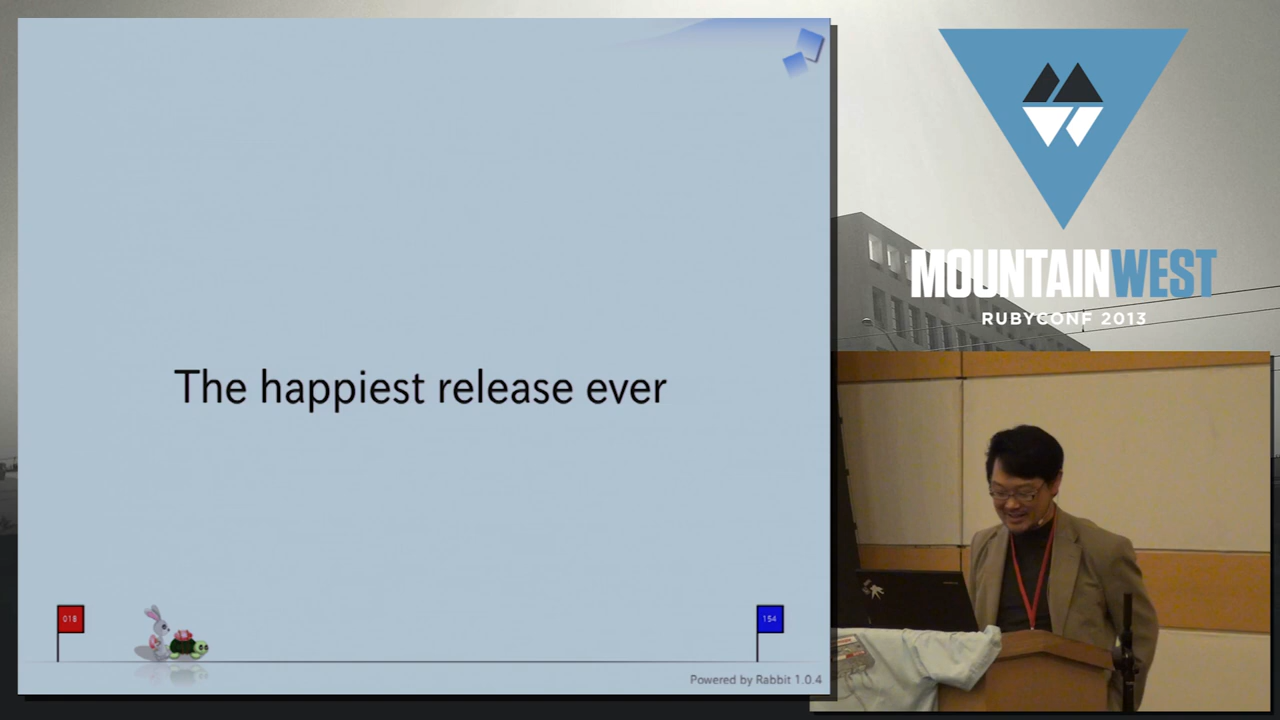 The happiest release ever
018
154
Powered by Rabbit 1.0.4
MOUNTAINWEST
RUBYCONF 2013